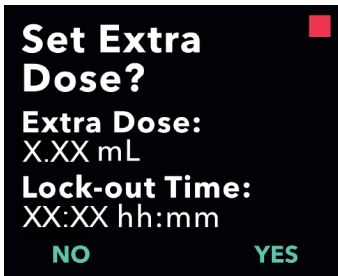 Set Extra
Dose?
Extra Dose:
X.XX mL
Lock-out Time:
XX:XX hh:mm
NO YES